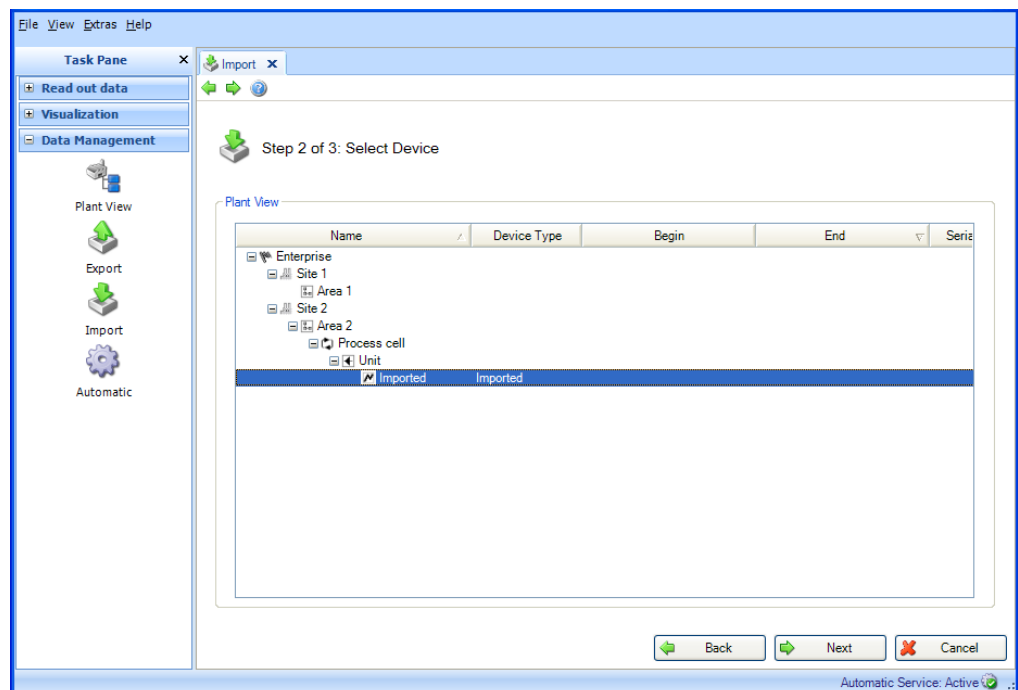 File View Extras Help
Task Pane
Import
Read out data
Visualization
Data Management
Plant View
Export
Import
Automatic
Step 2 of 3: Select Device
Plant View
Name Device Type Begin End Seria
Enterprise
Site 1
Area 1
Site 2
Area 2
Process cell
Unit
Imported Imported
Back Next Cancel
Automatic Service: Active